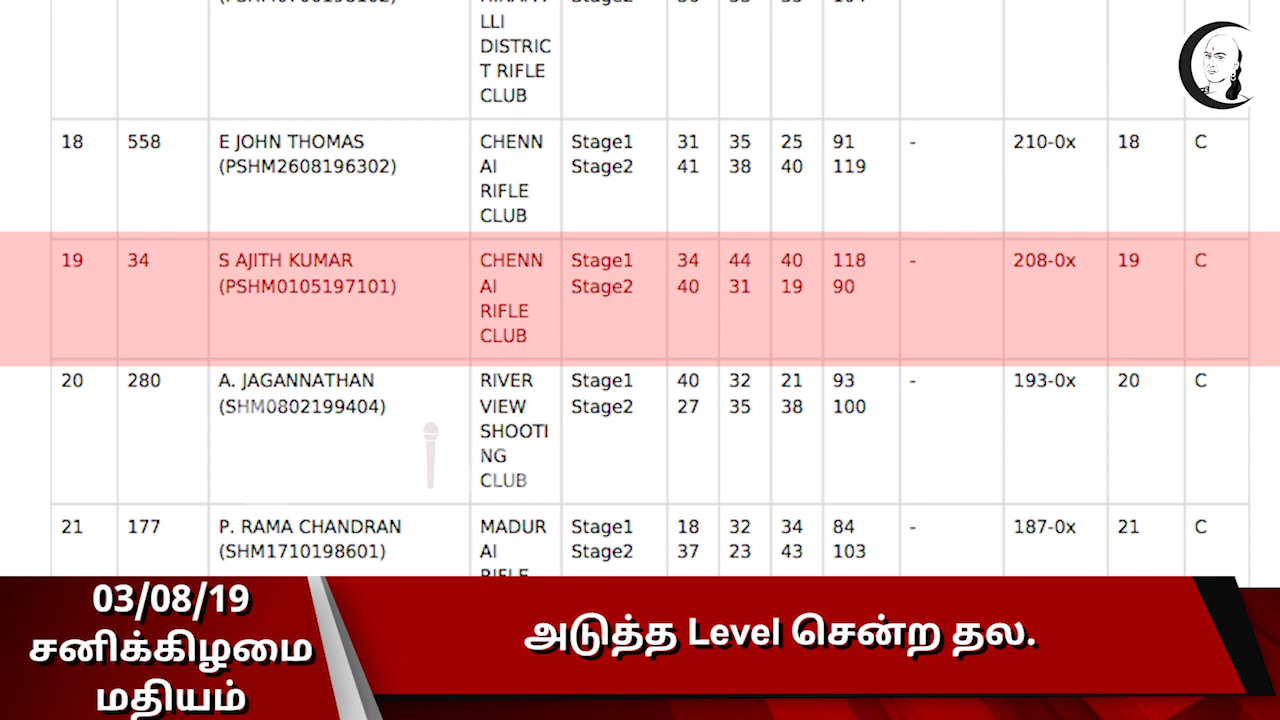 LLI
DISTRIC
T RIFLE
CLUB
18 558 E JOHN THOMAS CHENN Stage1 31 35 25 91 - 210-0x 18 C
(PSHM2608196302) AI Stage2 41 38 40 119
RIFLE
CLUB
19 34 S AJITH KUMAR CHENN Stage1 34 44 40 118 - 208-0x 19 C
(PSHM0105197101) AI Stage2 40 31 19 90
RIFLE
CLUB
20 280 A. JAGANNATHAN RIVER Stage1 40 32 21 93 - 193-0x 20 C
(SHM0802199404) VIEW Stage2 27 35 38 100
SHOOTI
NG
CLUB
21 177 P. RAMA CHANDRAN MADUR Stage1 18 32 34 84 - 187-0x 21 C
(SHM1710198601) AI Stage2 37 23 43 103
03/08/19
சனிக்கிழமை
மதியம்
அடுத்த Level சென்ற தல.